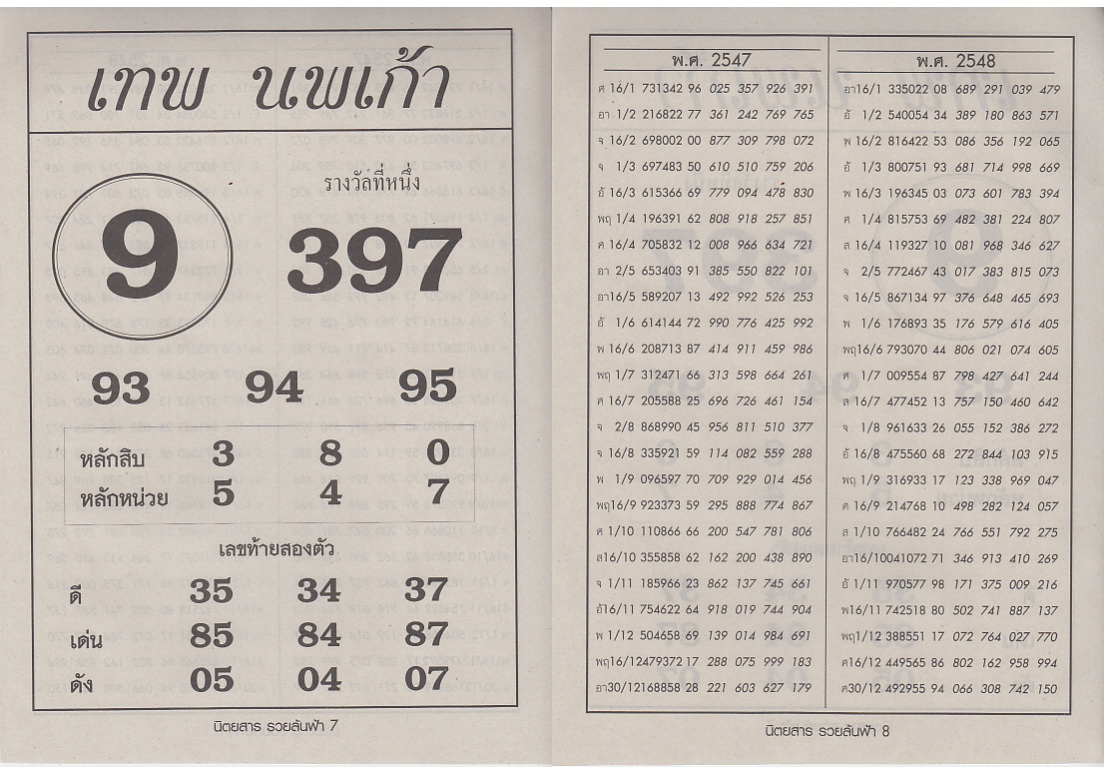 เทพ นพเก้า
9
รางวัลที่หนึ่ง
397
93 94 95
หลักสิบ 3 8 0
หลักหน่วย 5 4 7
เลขท้ายสองตัว
ดี 35 34 37
เด่น 85 84 87
ดัง 05 04 07
นิตยสาร รวยล้นฟ้า 7
พ.ศ. 2547
ศ 16/1 731342 96 025 357 926 391
อา 1/2 216822 77 361 242 769 765
จ 16/2 698002 00 877 309 798 072
จ 1/3 697483 50 610 510 759 206
อ้ 16/3 615366 69 779 094 478 830
พฤ 1/4 196391 62 808 918 257 851
ศ 16/4 705832 12 008 966 634 721
อา 2/5 653403 91 385 550 822 101
อา16/5 589207 13 492 992 526 253
อ้ 1/6 614144 72 990 776 425 992
พ 16/6 208713 87 414 911 459 986
พฤ 1/7 312471 66 313 598 664 261
ศ 16/7 205588 25 696 726 461 154
จ 2/8 868990 45 956 811 510 377
จ 16/8 335921 59 114 082 559 288
พ 1/9 096597 70 709 929 014 456
พฤ16/9 923373 59 295 888 774 867
ศ 1/10 110866 66 200 547 781 806
ส16/10 355858 62 162 200 438 890
จ 1/11 185966 23 862 137 745 661
อ้16/11 754622 64 918 019 744 904
พ 1/12 504658 69 139 014 984 691
พฤ16/12479372 17 288 075 999 183
อา30/12168858 28 221 603 627 179
พ.ศ. 2548
อา16/1 335022 08 689 291 039 479
อ้ 1/2 540054 34 389 180 863 571
พ 16/2 816422 53 086 356 192 065
อ้ 1/3 800751 93 681 714 998 669
พ 16/3 196345 03 073 601 783 394
ศ 1/4 815753 69 482 381 224 807
ส 16/4 119327 10 081 968 346 627
จ 2/5 772467 43 017 383 815 073
จ 16/5 867134 97 376 648 465 693
พ 1/6 176893 35 176 579 616 405
พฤ16/6 793070 44 806 021 074 605
ศ 1/7 009554 87 798 427 641 244
ส 16/7 477452 13 757 150 460 642
จ 1/8 961633 26 055 152 386 272
อ้ 16/8 475560 68 272 844 103 915
พฤ 1/9 316933 17 123 338 969 047
ศ 16/9 214768 10 498 282 124 057
ส 1/10 766482 24 766 551 792 275
อา16/10041072 71 346 913 410 269
อ้ 1/11 970577 98 171 375 009 216
พ16/11 742518 80 502 741 887 137
พฤ1/12 388551 17 072 764 027 770
ศ16/12 449565 86 802 162 958 994
ศ30/12 492955 94 066 308 742 150
นิตยสาร รวยล้นฟ้า 8